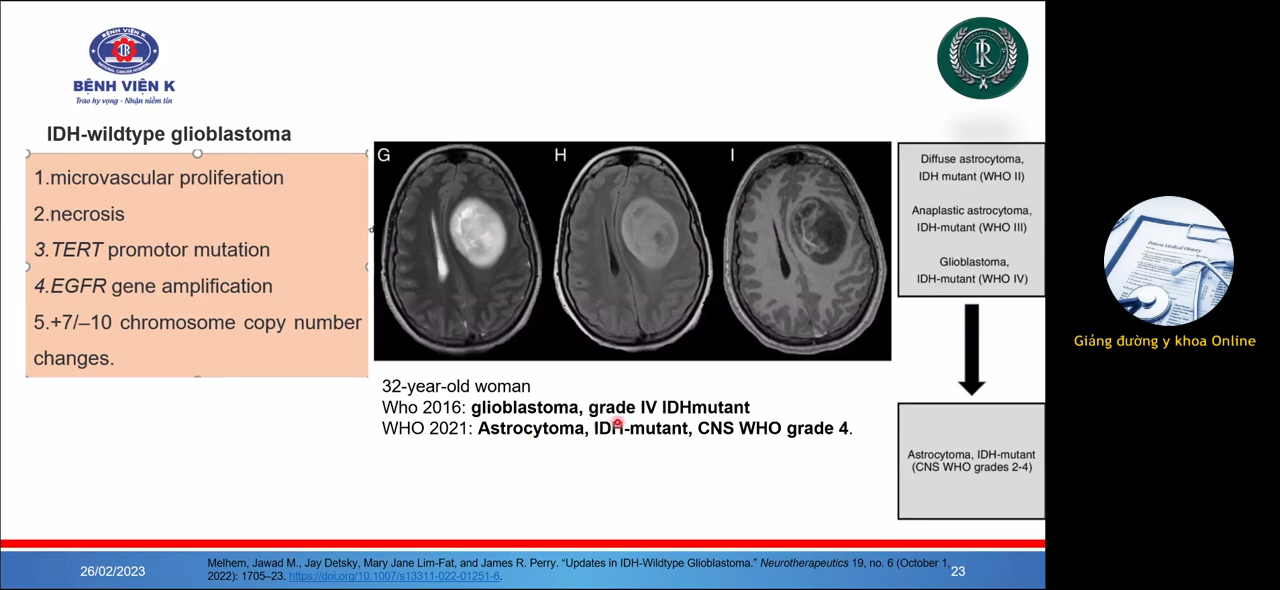 BỆNH VIỆN K
Trao hy vọng - Nhận niềm tin
IDH-wildtype glioblastoma
1.microvascular proliferation
2.necrosis
3.TERT promotor mutation
4.EGFR gene amplification
5.+7/–10 chromosome copy number
changes.
G
H
I
32-year-old woman
Who 2016: glioblastoma, grade IV IDHmutant
WHO 2021: Astrocytoma, IDH-mutant, CNS WHO grade 4.
Diffuse astrocytoma,
IDH mutant (WHO II)
Anaplastic astrocytoma,
IDH-mutant (WHO III)
Glioblastoma,
IDH-mutant (WHO IV)
Astrocytoma, IDH-mutant
(CNS WHO grades 2-4)
Patient Medical History
Giảng đường y khoa Online
26/02/2023
Melhem, Jawad M., Jay Detsky, Mary Jane Lim-Fat, and James R. Perry. “Updates in IDH-Wildtype Glioblastoma.” Neurotherapeutics 19, no. 6 (October 1,
2022): 1705–23. https://doi.org/10.1007/s13311-022-01251-6.
23